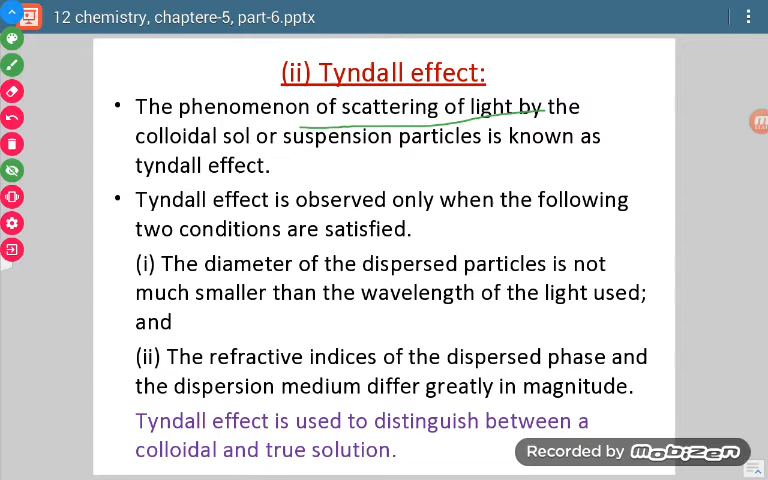 12 chemistry, chaptere-5, part-6.pptx
(ii) Tyndall effect:
• The phenomenon of scattering of light by the
colloidal sol or suspension particles is known as
tyndall effect.
• Tyndall effect is observed only when the following
two conditions are satisfied.
(i) The diameter of the dispersed particles is not
much smaller than the wavelength of the light used;
and
(ii) The refractive indices of the dispersed phase and
the dispersion medium differ greatly in magnitude.
Tyndall effect is used to distinguish between a
colloidal and true solution.
Recorded by mobizen